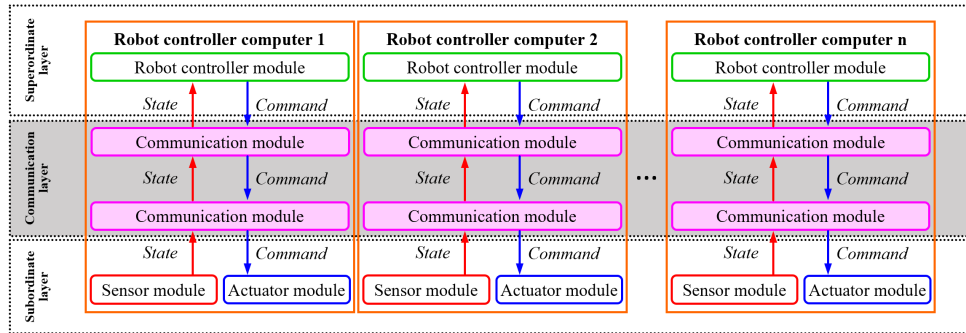 Superordinate
layer
Robot controller computer 1
Robot controller computer 2
Robot controller computer n
Robot controller module
Robot controller module
Robot controller module
State
Command
State
Command
State
Command
Communication
layer
Communication module
Communication module
Communication module
State
Command
State
Command
...
State
Command
Communication module
Communication module
Communication module
Subordinate
layer
State
Command
State
Command
State
Command
Sensor module
Actuator module
Sensor module
Actuator module
Sensor module
Actuator module